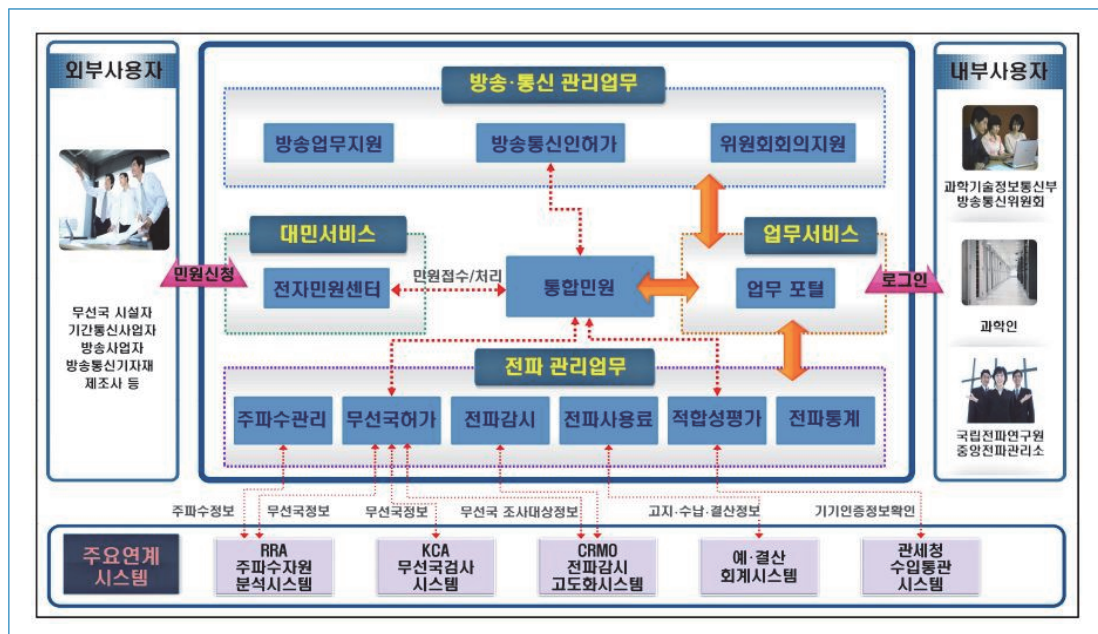 외부사용자
무선국 시설자
기간통신사업자
방송사업자
방송통신기자재
제조사 등
민원신청
방송·통신 관리업무
방송업무지원
방송통신인허가
위원회회의지원
대민서비스
전자민원센터
민원접수/처리
통합민원
업무서비스
업무 포털
로그인
전파 관리업무
주파수관리
무선국허가
전파감시
전파사용료
적합성평가
전파통계
내부사용자
과학기술정보통신부
방송통신위원회
과학인
국립전파연구원
중앙전파관리소
주파수정보
무선국정보
무선국정보
무선국 조사대상정보
고지·수납·결산정보
기기인증정보확인
주요연계
시스템
RRA
주파수자원
분석시스템
KCA
무선국검사
시스템
CRMO
전파감시
고도화시스템
예·결산
회계시스템
관세청
수입통관
시스템